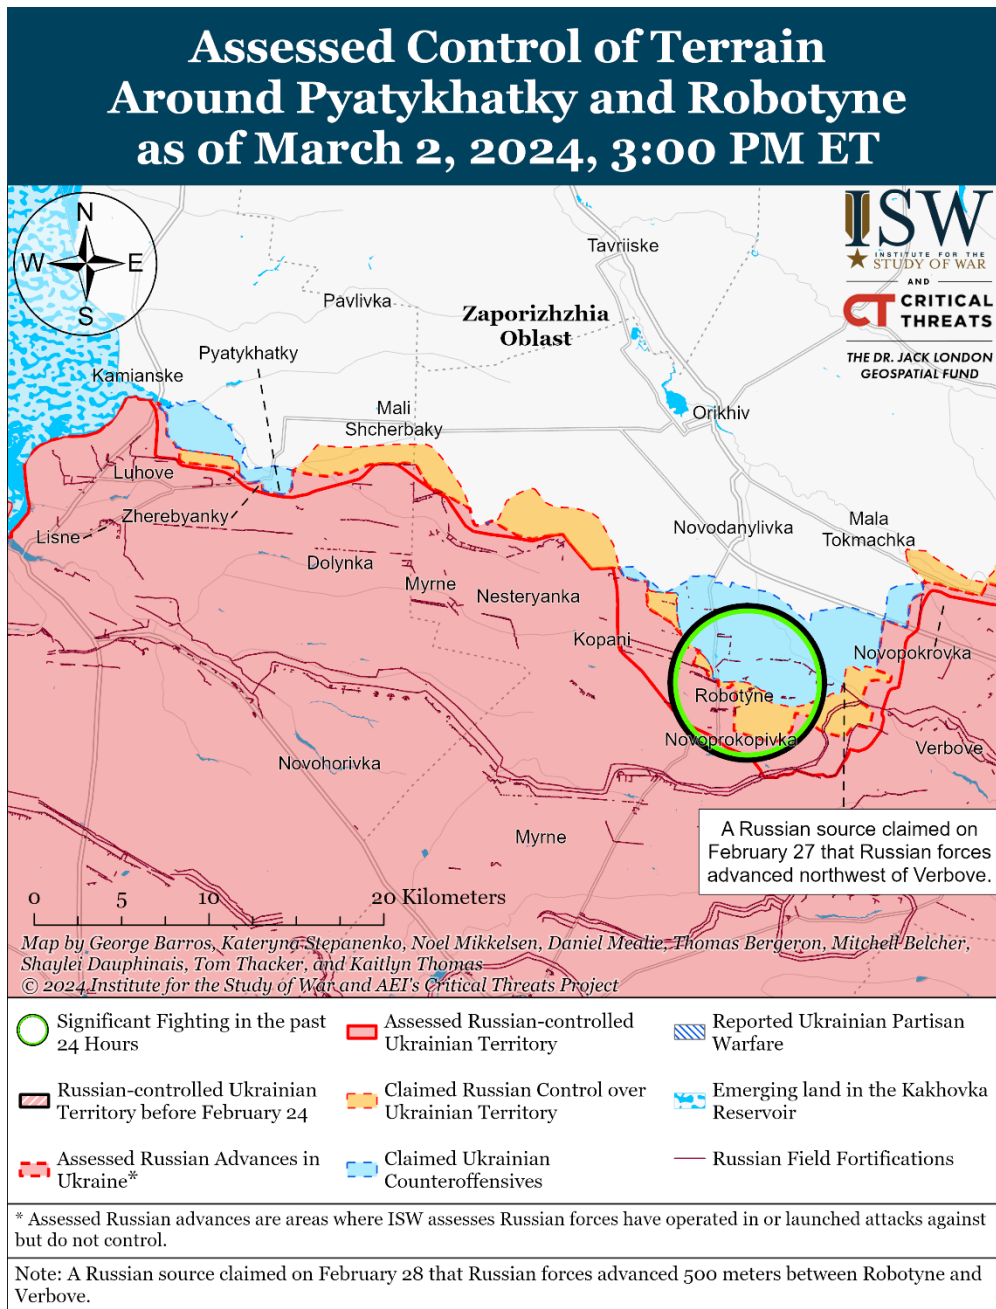 Assessed Control of Terrain
Around Pyatykhatky and Robotyne
as of March 2, 2024, 3:00 PM ET
N
W
E
S
ISW
INSTITUTE FOR THE
STUDY OF WAR
AND
CT CRITICAL
THREATS
THE DR. JACK LONDON
GEOSPATIAL FUND
Tavriiske
Pavlivka
Zaporizhzhia
Oblast
Pyatykhatky
Kamianske
Mali
Shcherbaky
Orikhiv
Luhove
Zherebyanky
Lisne
Novodanylivka
Mala
Tokmachka
Dolynka
Myrne
Nesteryanka
Kopani
Novopokrovka
Robotyne
Novoprokopivka
Verbove
Novohorivka
Myrne
A Russian source claimed on
February 27 that Russian forces
advanced northwest of Verbove.
0 5 10 20 Kilometers
Map by George Barros, Kateryna Stepanenko, Noel Mikkelsen, Daniel Mealie, Thomas Bergeron, Mitchell Belcher,
Shaylei Dauphinais, Tom Thacker, and Kaitlyn Thomas
© 2024 Institute for the Study of War and AEI's Critical Threats Project
Significant Fighting in the past
24 Hours
Assessed Russian-controlled
Ukrainian Territory
Reported Ukrainian Partisan
Warfare
Russian-controlled Ukrainian
Territory before February 24
Claimed Russian Control over
Ukrainian Territory
Emerging land in the Kakhovka
Reservoir
Assessed Russian Advances in
Ukraine*
Claimed Ukrainian
Counteroffensives
Russian Field Fortifications
* Assessed Russian advances are areas where ISW assesses Russian forces have operated in or launched attacks against
but do not control.
Note: A Russian source claimed on February 28 that Russian forces advanced 500 meters between Robotyne and
Verbove.